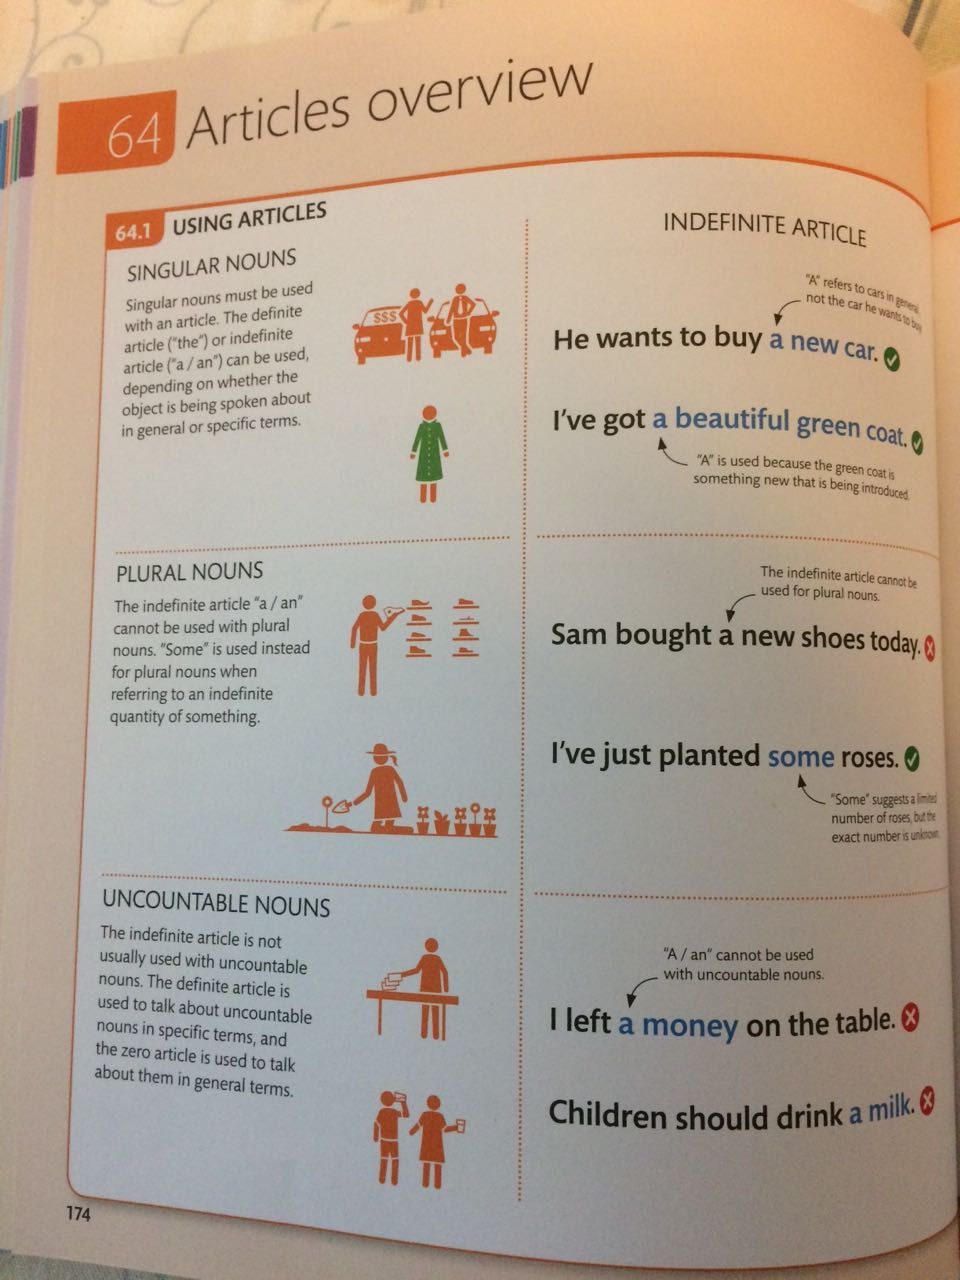 64 Articles overview
64.1 USING ARTICLES
SINGULAR NOUNS
Singular nouns must be used
with an article. The definite
article (“the”) or indefinite
article (“a / an”) can be used,
depending on whether the
object is being spoken about
in general or specific terms.
$$$
INDEFINITE ARTICLE
“A” refers to cars in general,
not the car he wants to buy.
He wants to buy a new car.
I’ve got a beautiful green coat.
“A” is used because the green coat is
something new that is being introduced.
PLURAL NOUNS
The indefinite article “a / an”
cannot be used with plural
nouns. “Some” is used instead
for plural nouns when
referring to an indefinite
quantity of something.
The indefinite article cannot be
used for plural nouns.
Sam bought a new shoes today.
I’ve just planted some roses.
“Some” suggests a limited
number of roses, but the
exact number is unknown.
UNCOUNTABLE NOUNS
The indefinite article is not
usually used with uncountable
nouns. The definite article is
used to talk about uncountable
nouns in specific terms, and
the zero article is used to talk
about them in general terms.
“A / an” cannot be used
with uncountable nouns.
I left a money on the table.
Children should drink a milk.
174